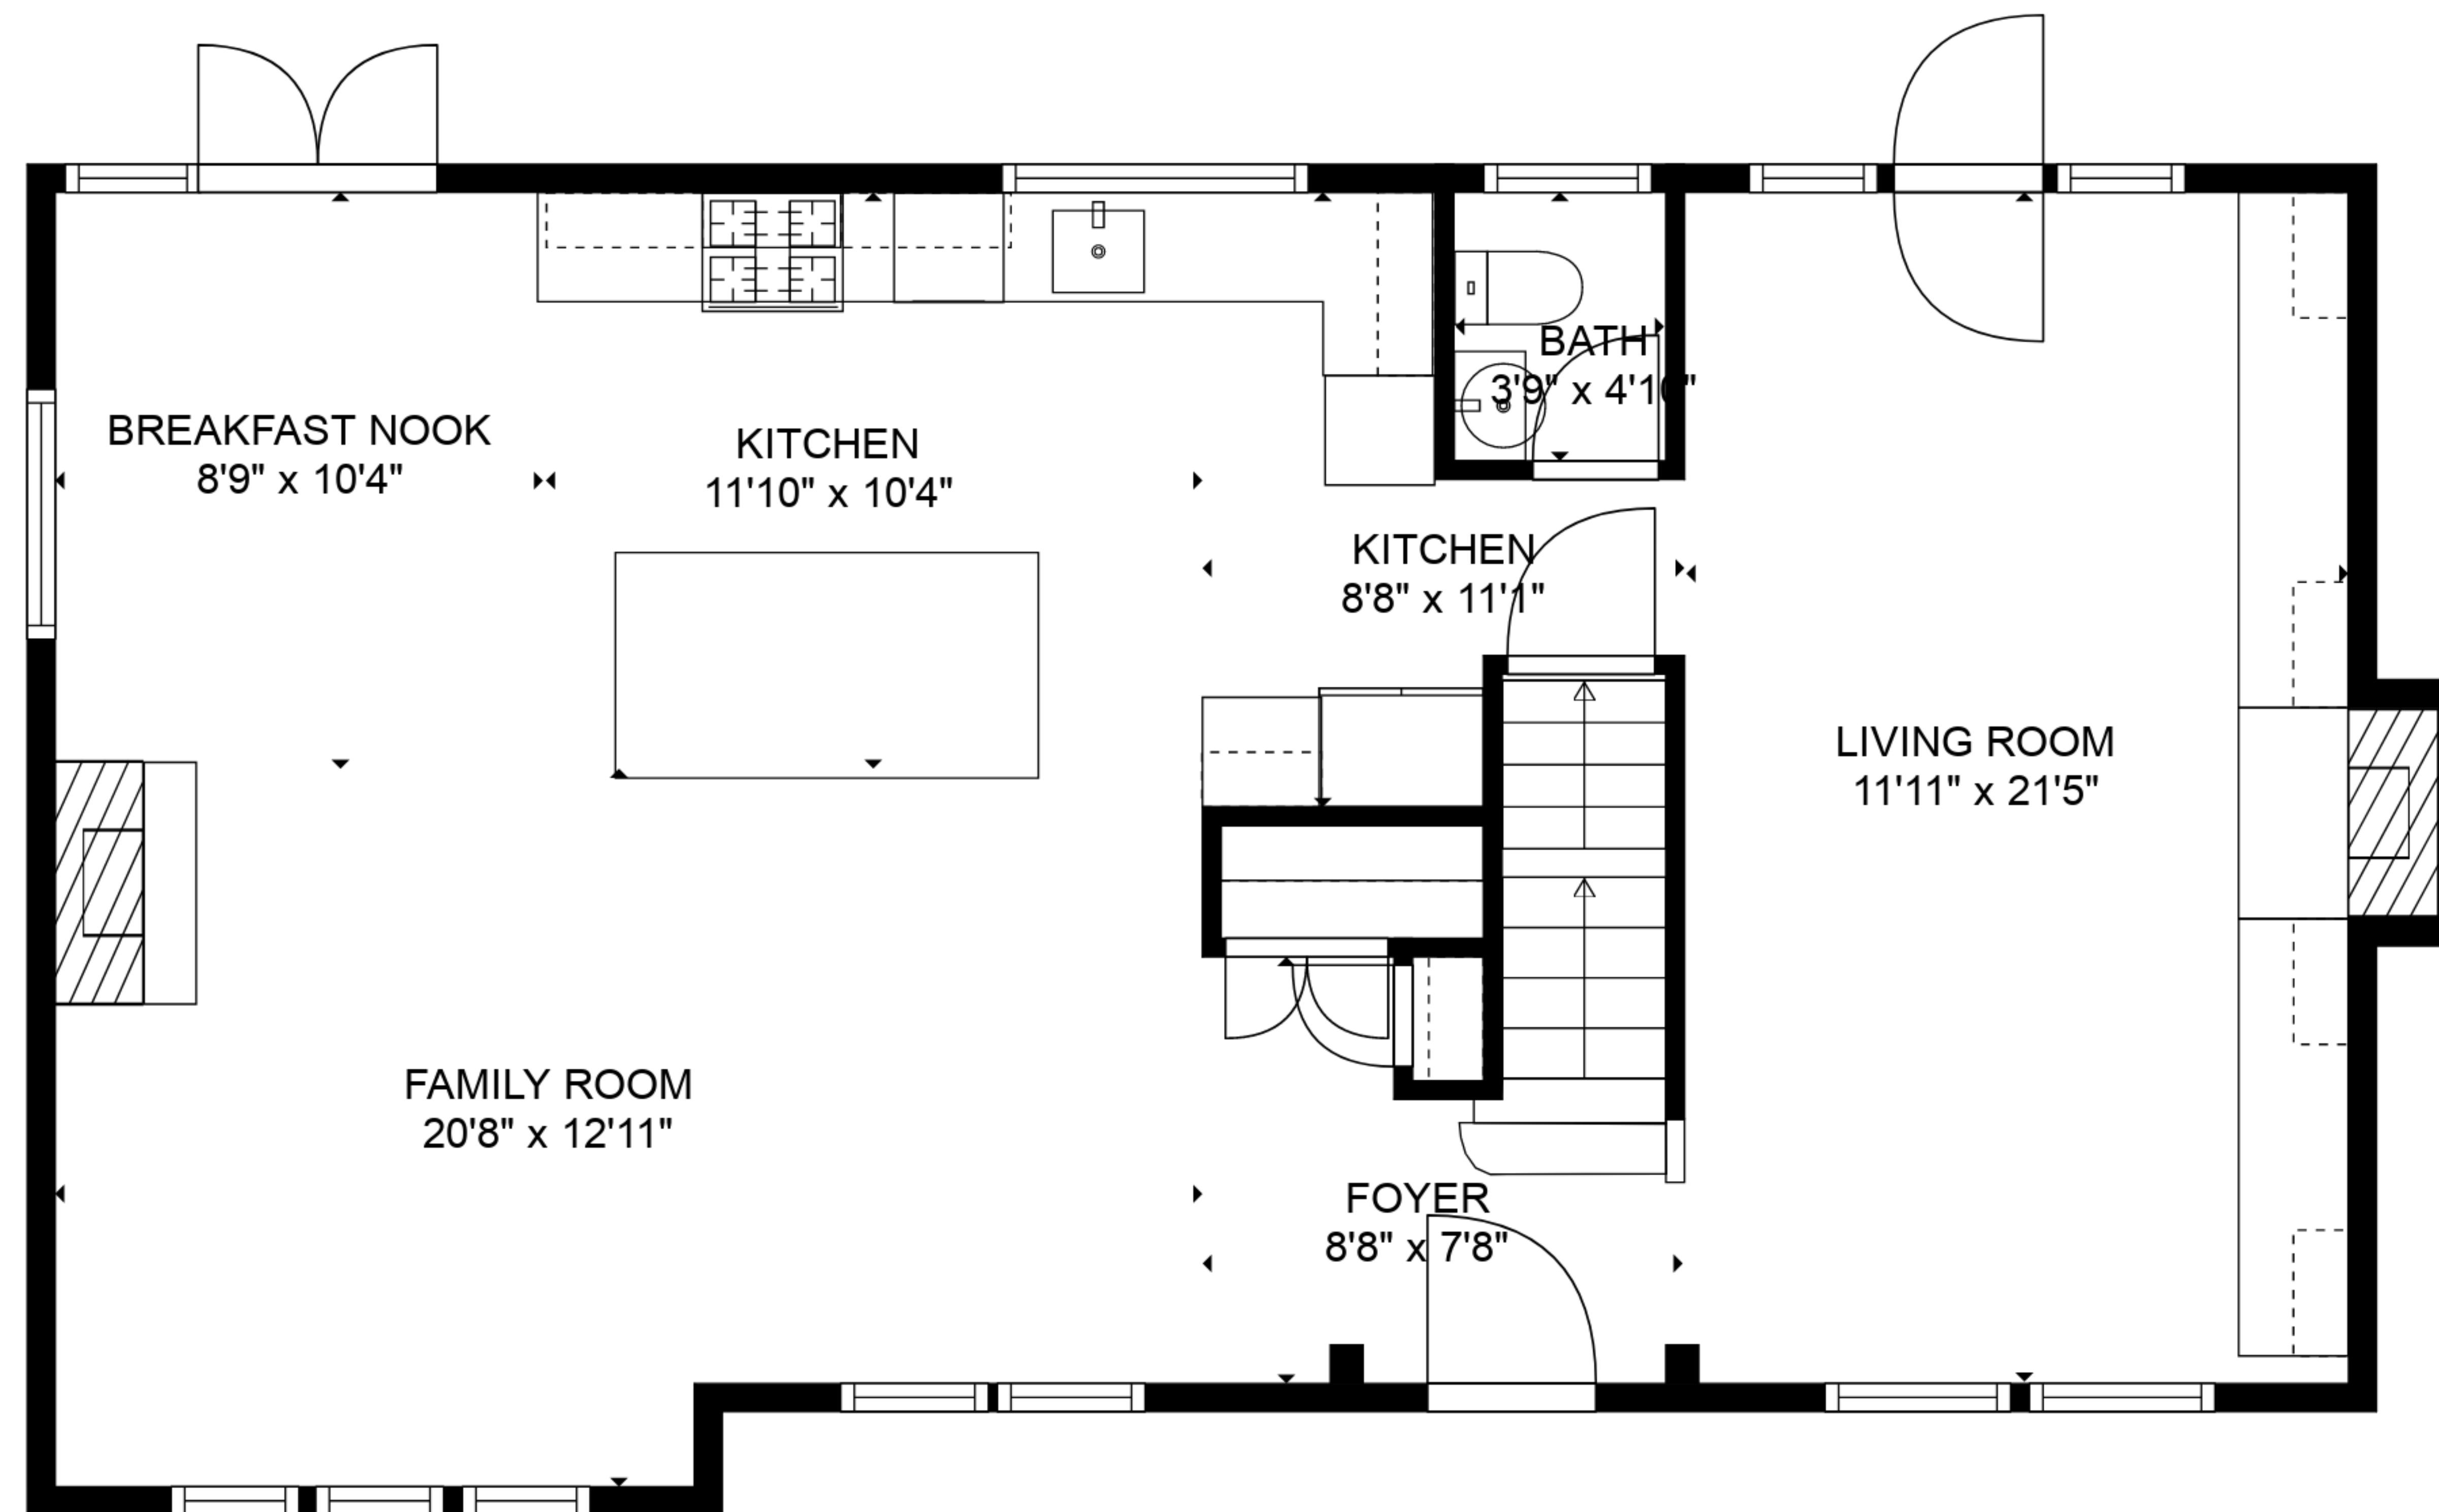 BREAKFAST NOOK
8'9" x 10'4"
KITCHEN
11'10" x 10'4"
BATH
3'9" x 4'10"
KITCHEN
8'8" x 11'1"
LIVING ROOM
11'11" x 21'5"
FAMILY ROOM
20'8" x 12'11"
FOYER
8'8" x 7'8"